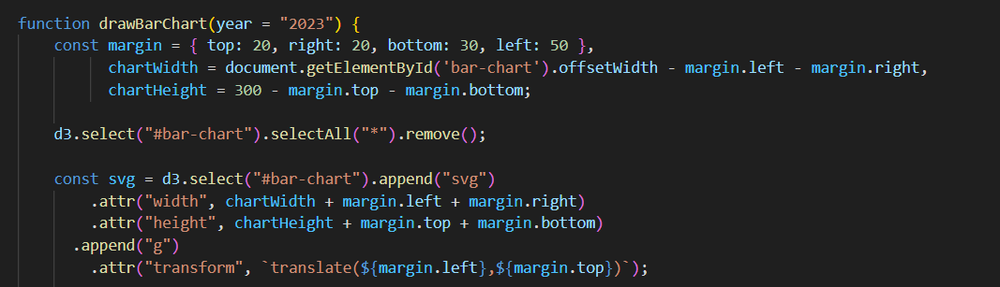 function drawBarChart(year = "2023") {
    const margin = { top: 20, right: 20, bottom: 30, left: 50 },
          chartWidth = document.getElementById('bar-chart').offsetWidth - margin.left - margin.right,
          chartHeight = 300 - margin.top - margin.bottom;

    d3.select("#bar-chart").selectAll("*").remove();

    const svg = d3.select("#bar-chart").append("svg")
        .attr("width", chartWidth + margin.left + margin.right)
        .attr("height", chartHeight + margin.top + margin.bottom)
      .append("g")
        .attr("transform", `translate(${margin.left},${margin.top})`);